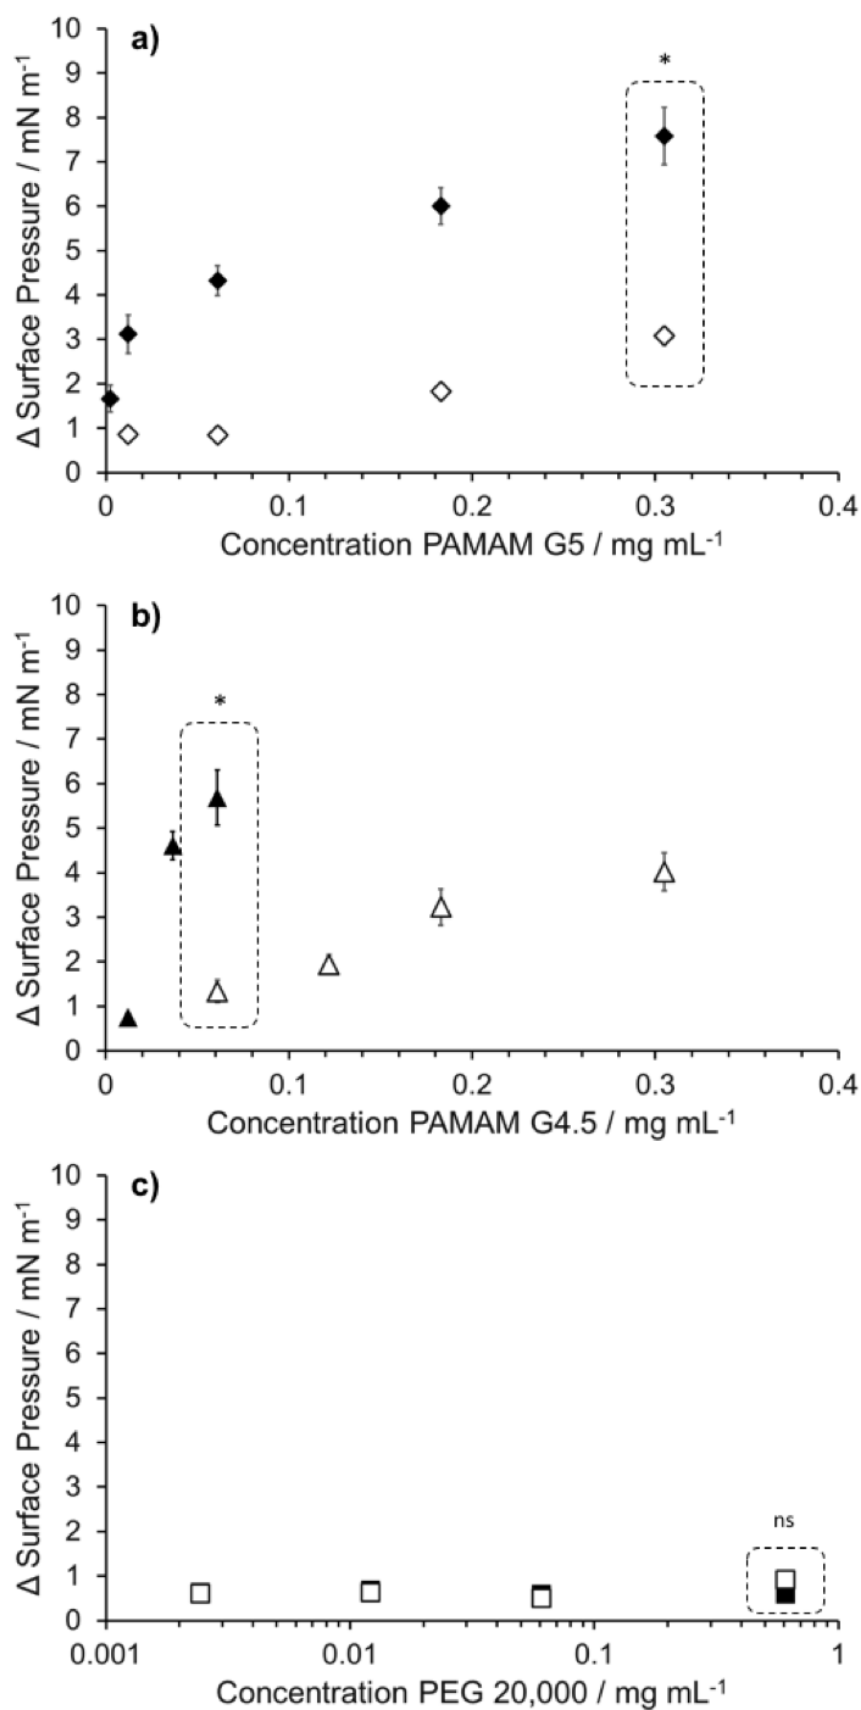 a)
*
10
9
8
7
6
5
4
3
2
1
0
Δ Surface Pressure / mN m⁻¹
0 0.1 0.2 0.3 0.4
Concentration PAMAM G5 / mg mL⁻¹
b)
*
10
9
8
7
6
5
4
3
2
1
0
Δ Surface Pressure / mN m⁻¹
0 0.1 0.2 0.3 0.4
Concentration PAMAM G4.5 / mg mL⁻¹
c)
10
9
8
7
6
5
4
3
2
1
0
Δ Surface Pressure / mN m⁻¹
ns
0.001 0.01 0.1 1
Concentration PEG 20,000 / mg mL⁻¹